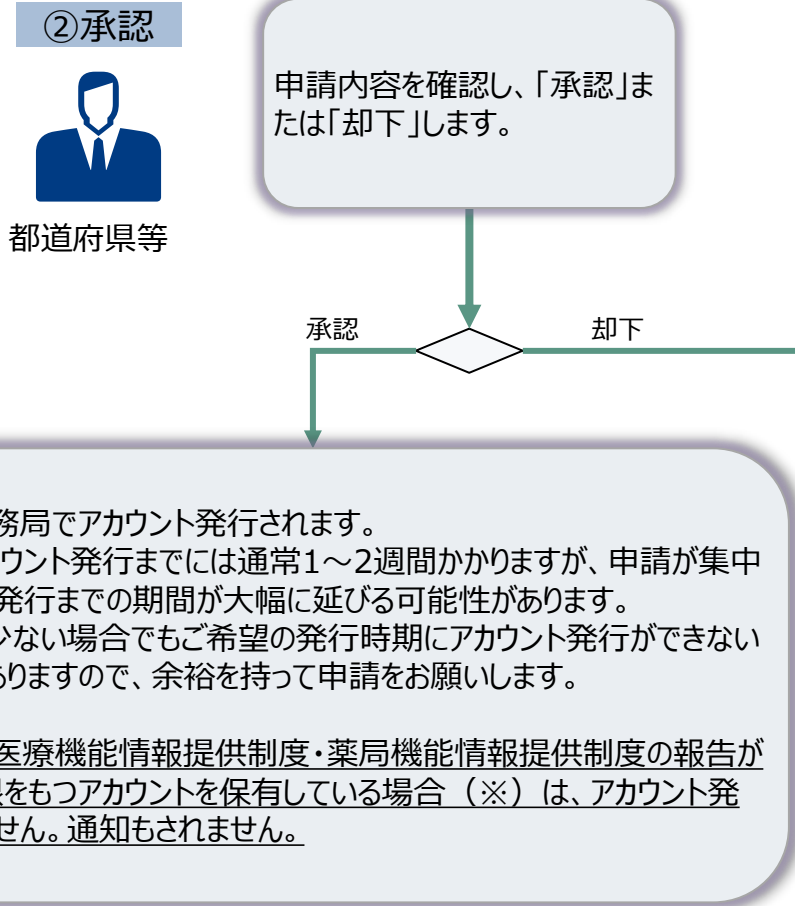 ②承認
申請内容を確認し、「承認」ま
たは「却下」します。
都道府県等
承認
却下
務局でアカウント発行されます。
ウント発行までには通常1～2週間かかりますが、申請が集中
発行までの期間が大幅に延びる可能性があります。
少ない場合でもご希望の発行時期にアカウント発行ができない
ありますので、余裕を持って申請をお願いします。
医療機能情報提供制度・薬局機能情報提供制度の報告が
限をもつアカウントを保有している場合（※）は、アカウント発
せん。通知もされません。